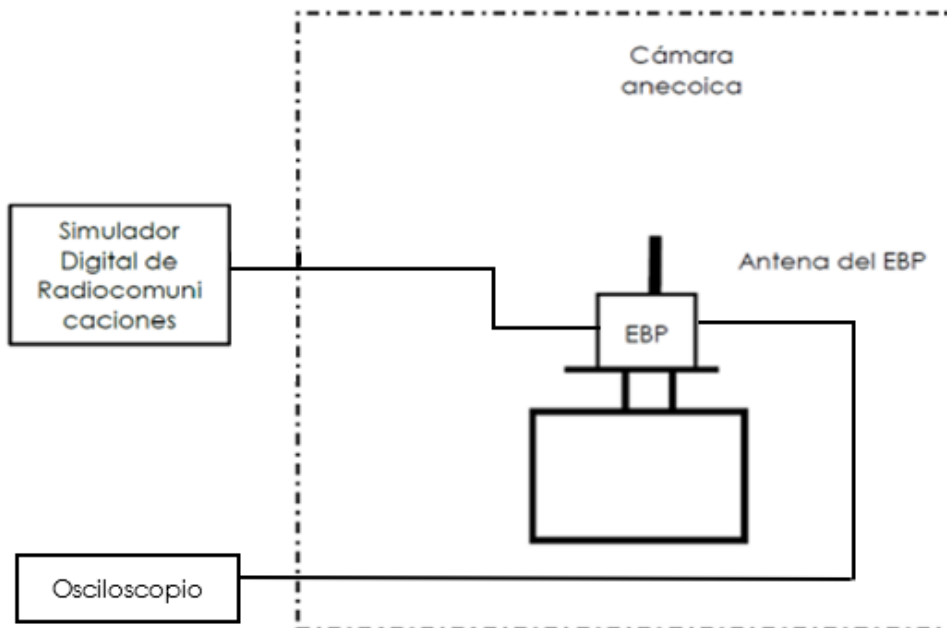 Cámara
anecoica
Simulador
Digital de
Radiocomuni
caciones
Antena del EBP
EBP
Osciloscopio